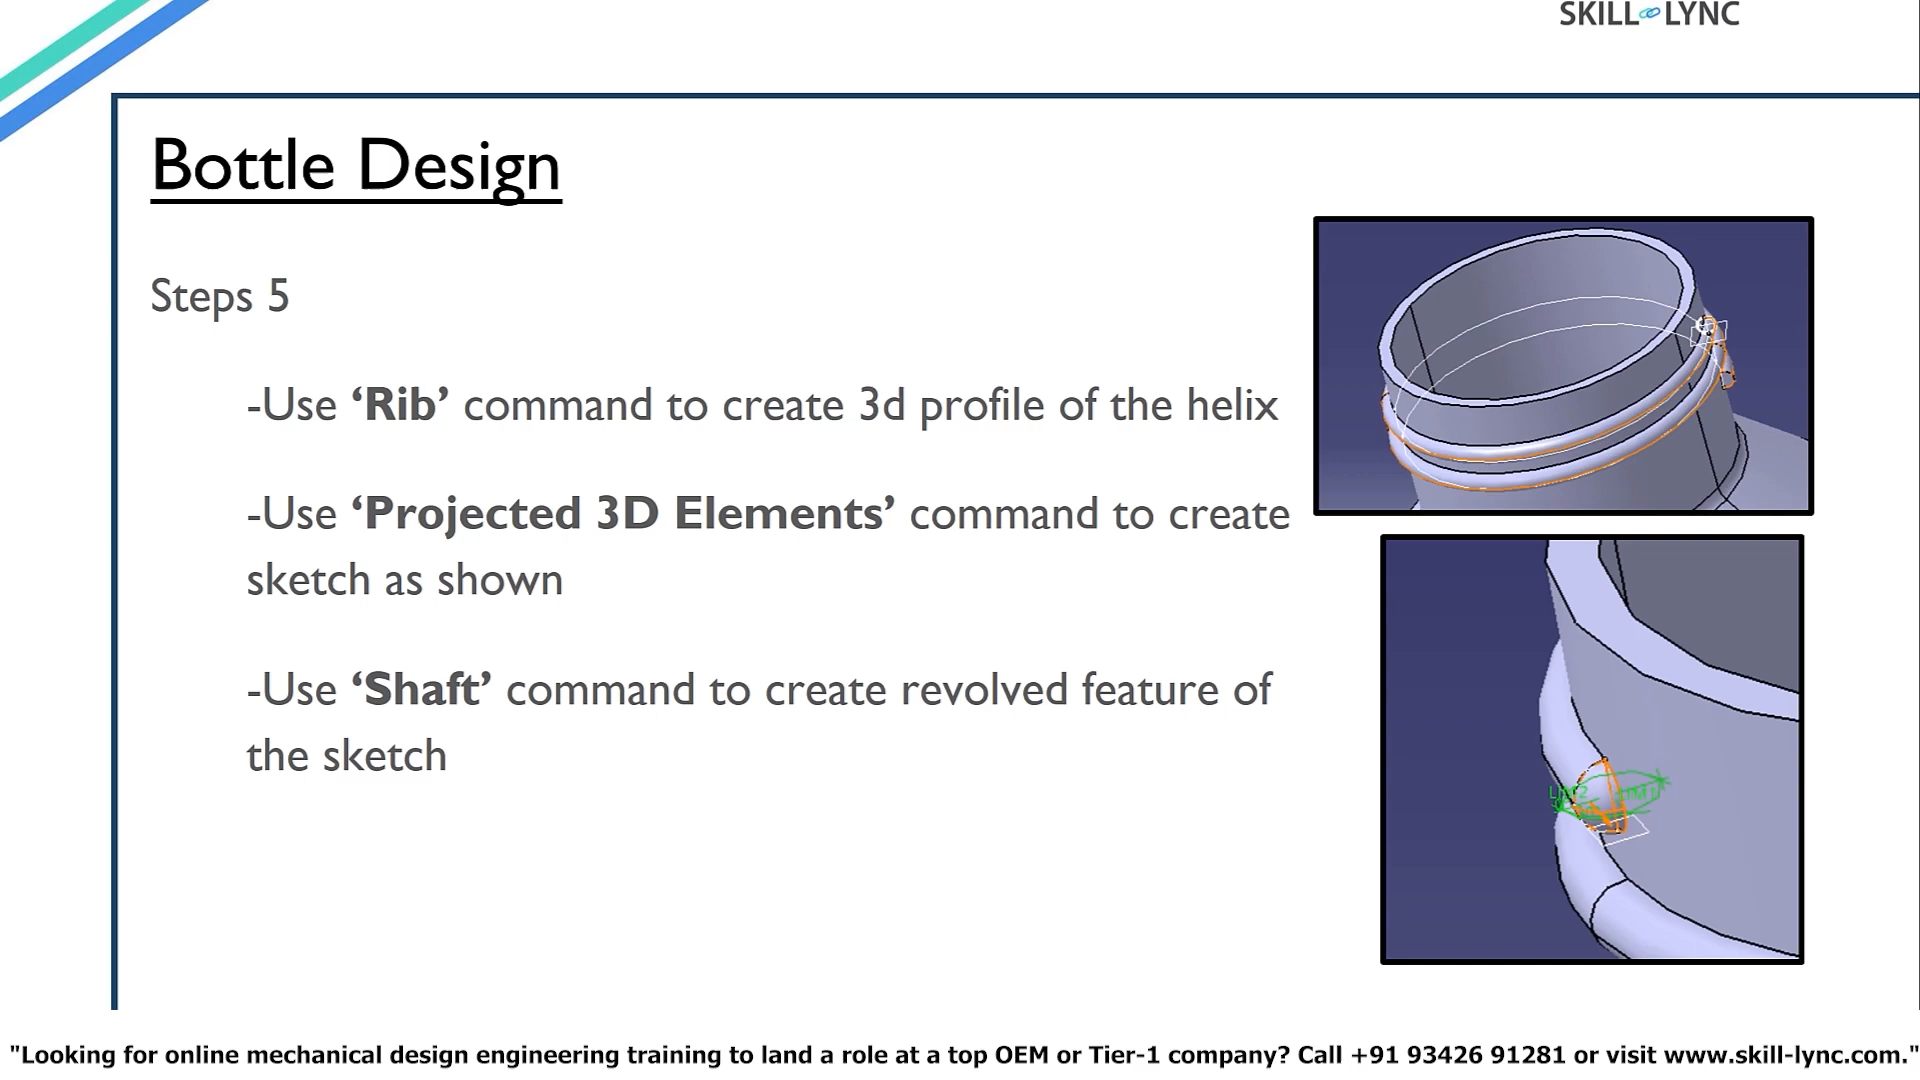 SKILL LYNC
Bottle Design
Steps 5
-Use ‘Rib’ command to create 3d profile of the helix
-Use ‘Projected 3D Elements’ command to create
sketch as shown
-Use ‘Shaft’ command to create revolved feature of
the sketch
"Looking for online mechanical design engineering training to land a role at a top OEM or Tier-1 company? Call +91 93426 91281 or visit www.skill-lync.com."